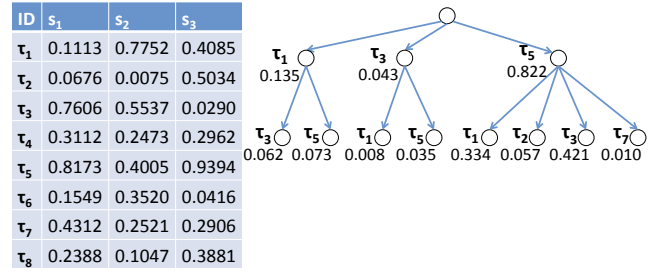 ID s₁ s₂ s₃
τ₁ 0.1113 0.7752 0.4085
τ₂ 0.0676 0.0075 0.5034
τ₃ 0.7606 0.5537 0.0290
τ₄ 0.3112 0.2473 0.2962
τ₅ 0.8173 0.4005 0.9394
τ₆ 0.1549 0.3520 0.0416
τ₇ 0.4312 0.2521 0.2906
τ₈ 0.2388 0.1047 0.3881
τ₁ τ₃ τ₅
0.135 0.043 0.822
τ₃ τ₅ τ₁ τ₅ τ₁ τ₂ τ₃ τ₇
0.062 0.073 0.008 0.035 0.334 0.057 0.421 0.010